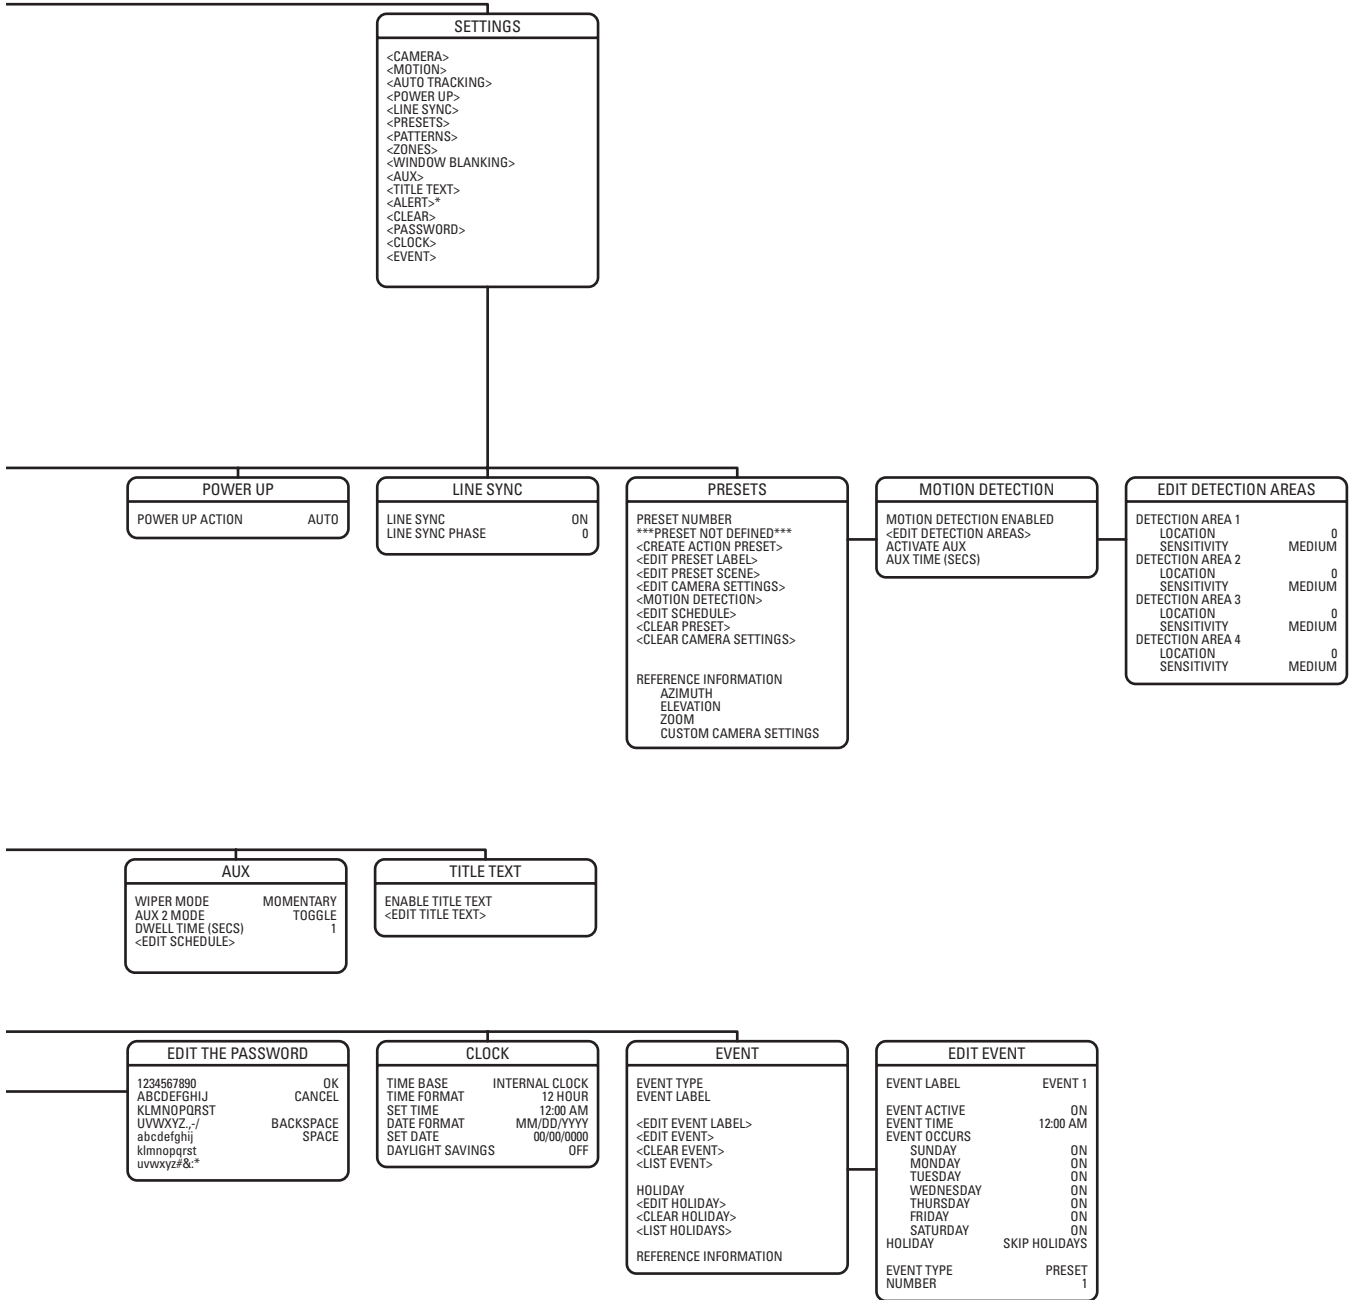 SETTINGS
<CAMERA>
<MOTION>
<AUTO TRACKING>
<POWER UP>
<LINE SYNC>
<PRESETS>
<PATTERNS>
<ZONES>
<WINDOW BLANKING>
<AUX>
<TITLE TEXT>
<ALERT>*
<CLEAR>
<PASSWORD>
<CLOCK>
<EVENT>
POWER UP
POWER UP ACTION AUTO
LINE SYNC
LINE SYNC ON
LINE SYNC PHASE 0
PRESETS
PRESET NUMBER
***PRESET NOT DEFINED***
<CREATE ACTION PRESET>
<EDIT PRESET LABEL>
<EDIT PRESET SCENE>
<EDIT CAMERA SETTINGS>
<MOTION DETECTION>
<EDIT SCHEDULE>
<CLEAR PRESET>
<CLEAR CAMERA SETTINGS>
REFERENCE INFORMATION
AZIMUTH
ELEVATION
ZOOM
CUSTOM CAMERA SETTINGS
MOTION DETECTION
MOTION DETECTION ENABLED
<EDIT DETECTION AREAS>
ACTIVATE AUX
AUX TIME (SECS)
EDIT DETECTION AREAS
DETECTION AREA 1
LOCATION 0
SENSITIVITY MEDIUM
DETECTION AREA 2
LOCATION 0
SENSITIVITY MEDIUM
DETECTION AREA 3
LOCATION 0
SENSITIVITY MEDIUM
DETECTION AREA 4
LOCATION 0
SENSITIVITY MEDIUM
AUX
WIPER MODE MOMENTARY
AUX 2 MODE TOGGLE
DWELL TIME (SECS) 1
<EDIT SCHEDULE>
TITLE TEXT
ENABLE TITLE TEXT
<EDIT TITLE TEXT>
EDIT THE PASSWORD
1234567890 OK
ABCDEFGHIJ CANCEL
KLMNOPQRST
UVWXYZ.,-/ BACKSPACE
abcdefghij SPACE
klmnopqrst
uvwxyz#&:*
CLOCK
TIME BASE INTERNAL CLOCK
TIME FORMAT 12 HOUR
SET TIME 12:00 AM
DATE FORMAT MM/DD/YYYY
SET DATE 00/00/0000
DAYLIGHT SAVINGS OFF
EVENT
EVENT TYPE
EVENT LABEL
<EDIT EVENT LABEL>
<EDIT EVENT>
<CLEAR EVENT>
<LIST EVENT>
HOLIDAY
<EDIT HOLIDAY>
<CLEAR HOLIDAY>
<LIST HOLIDAYS>
REFERENCE INFORMATION
EDIT EVENT
EVENT LABEL EVENT 1
EVENT ACTIVE ON
EVENT TIME 12:00 AM
EVENT OCCURS
SUNDAY ON
MONDAY ON
TUESDAY ON
WEDNESDAY ON
THURSDAY ON
FRIDAY ON
SATURDAY ON
HOLIDAY SKIP HOLIDAYS
EVENT TYPE PRESET
NUMBER 1